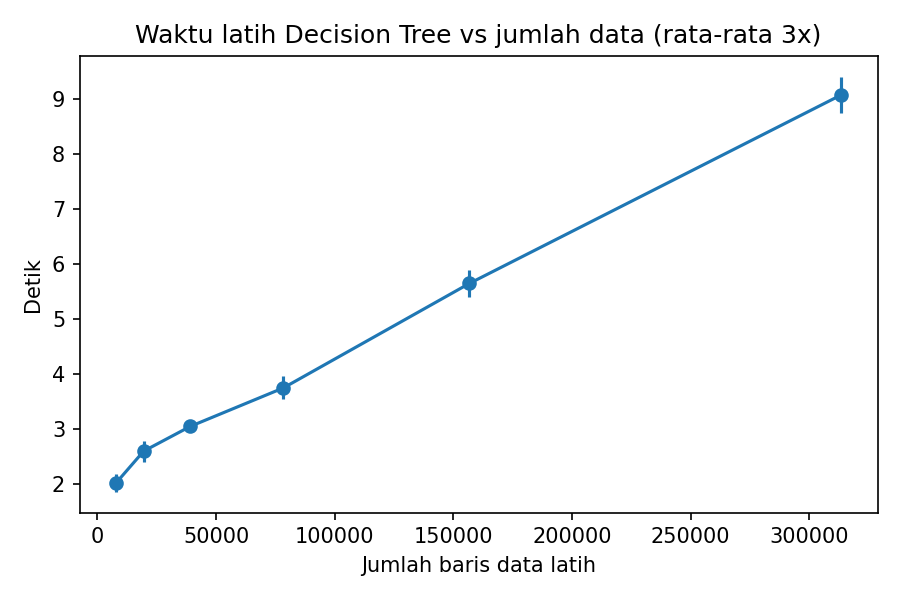 Waktu latih Decision Tree vs jumlah data (rata-rata 3x)
9
8
7
6
5
4
3
2
Detik
0 50000 100000 150000 200000 250000 300000
Jumlah baris data latih